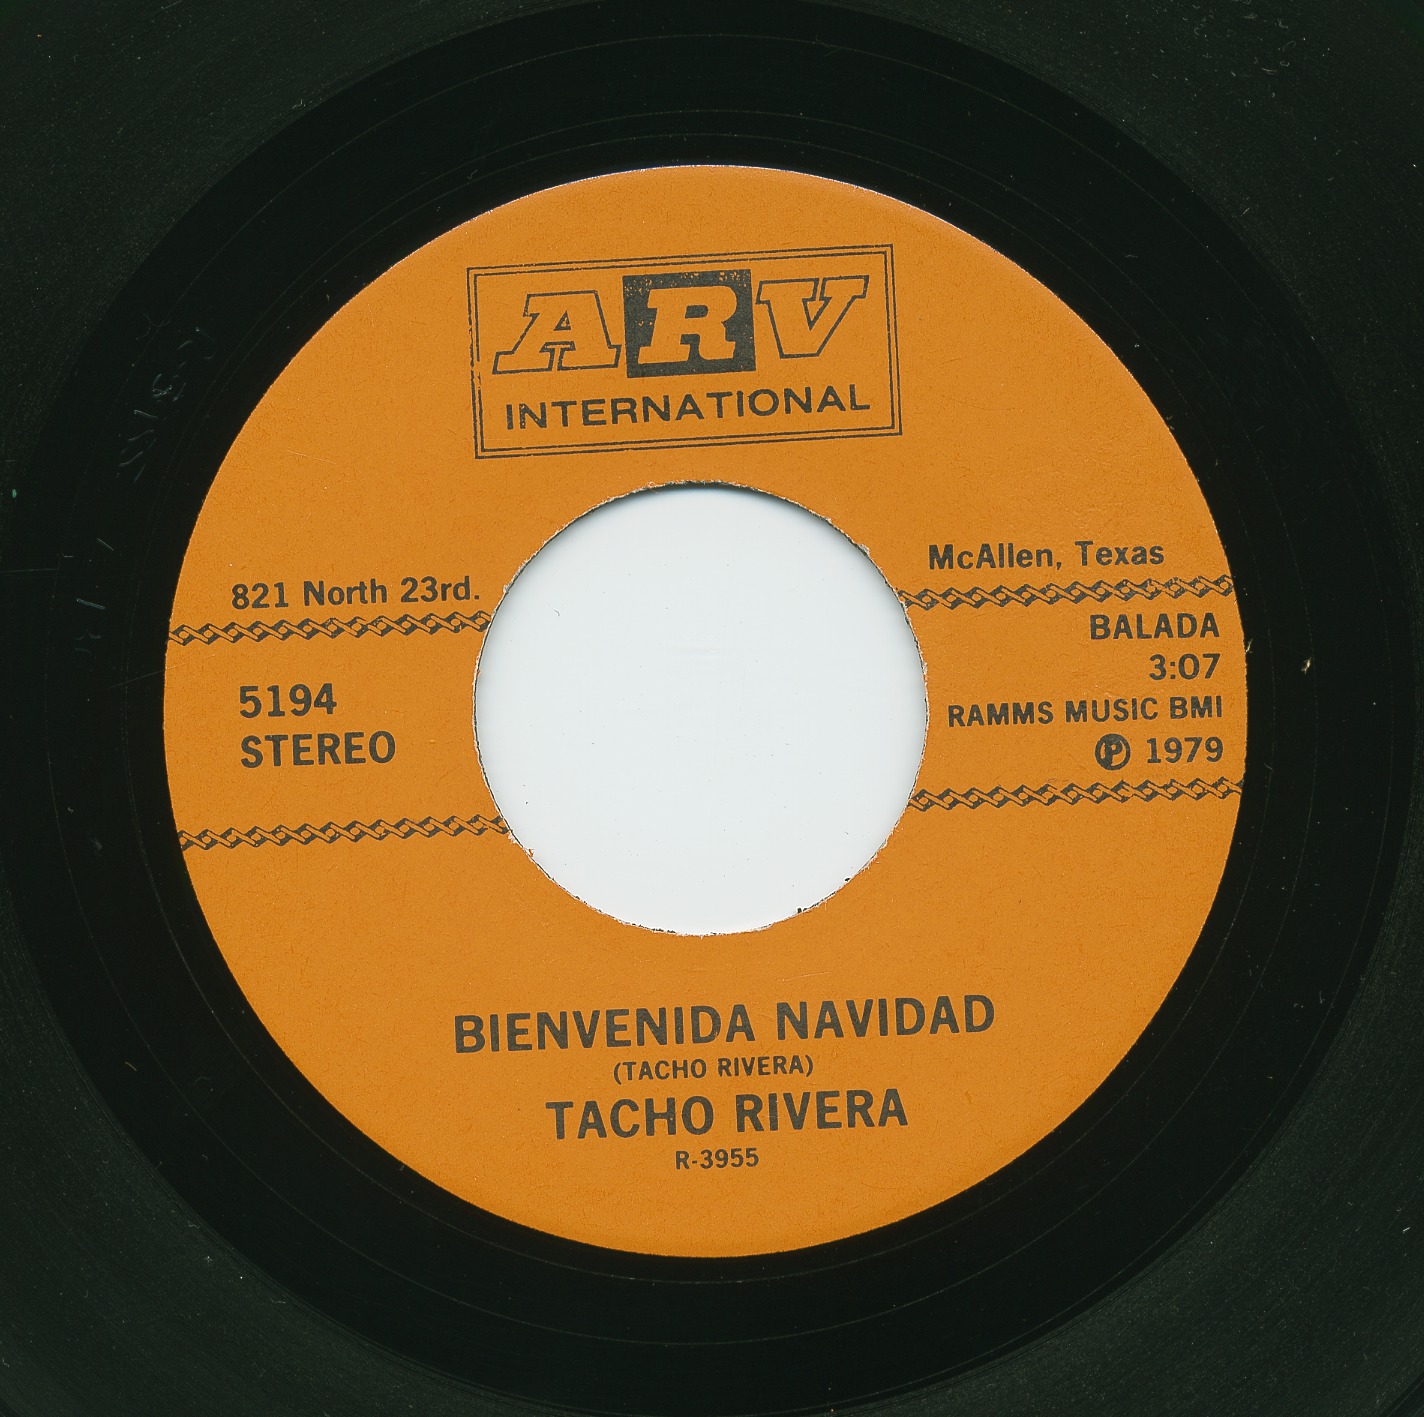 ARV
INTERNATIONAL
821 North 23rd.
McAllen, Texas
5194
STEREO
BALADA
3:07
RAMMS MUSIC BMI
Ⓟ 1979
BIENVENIDA NAVIDAD
(TACHO RIVERA)
TACHO RIVERA
R-3955